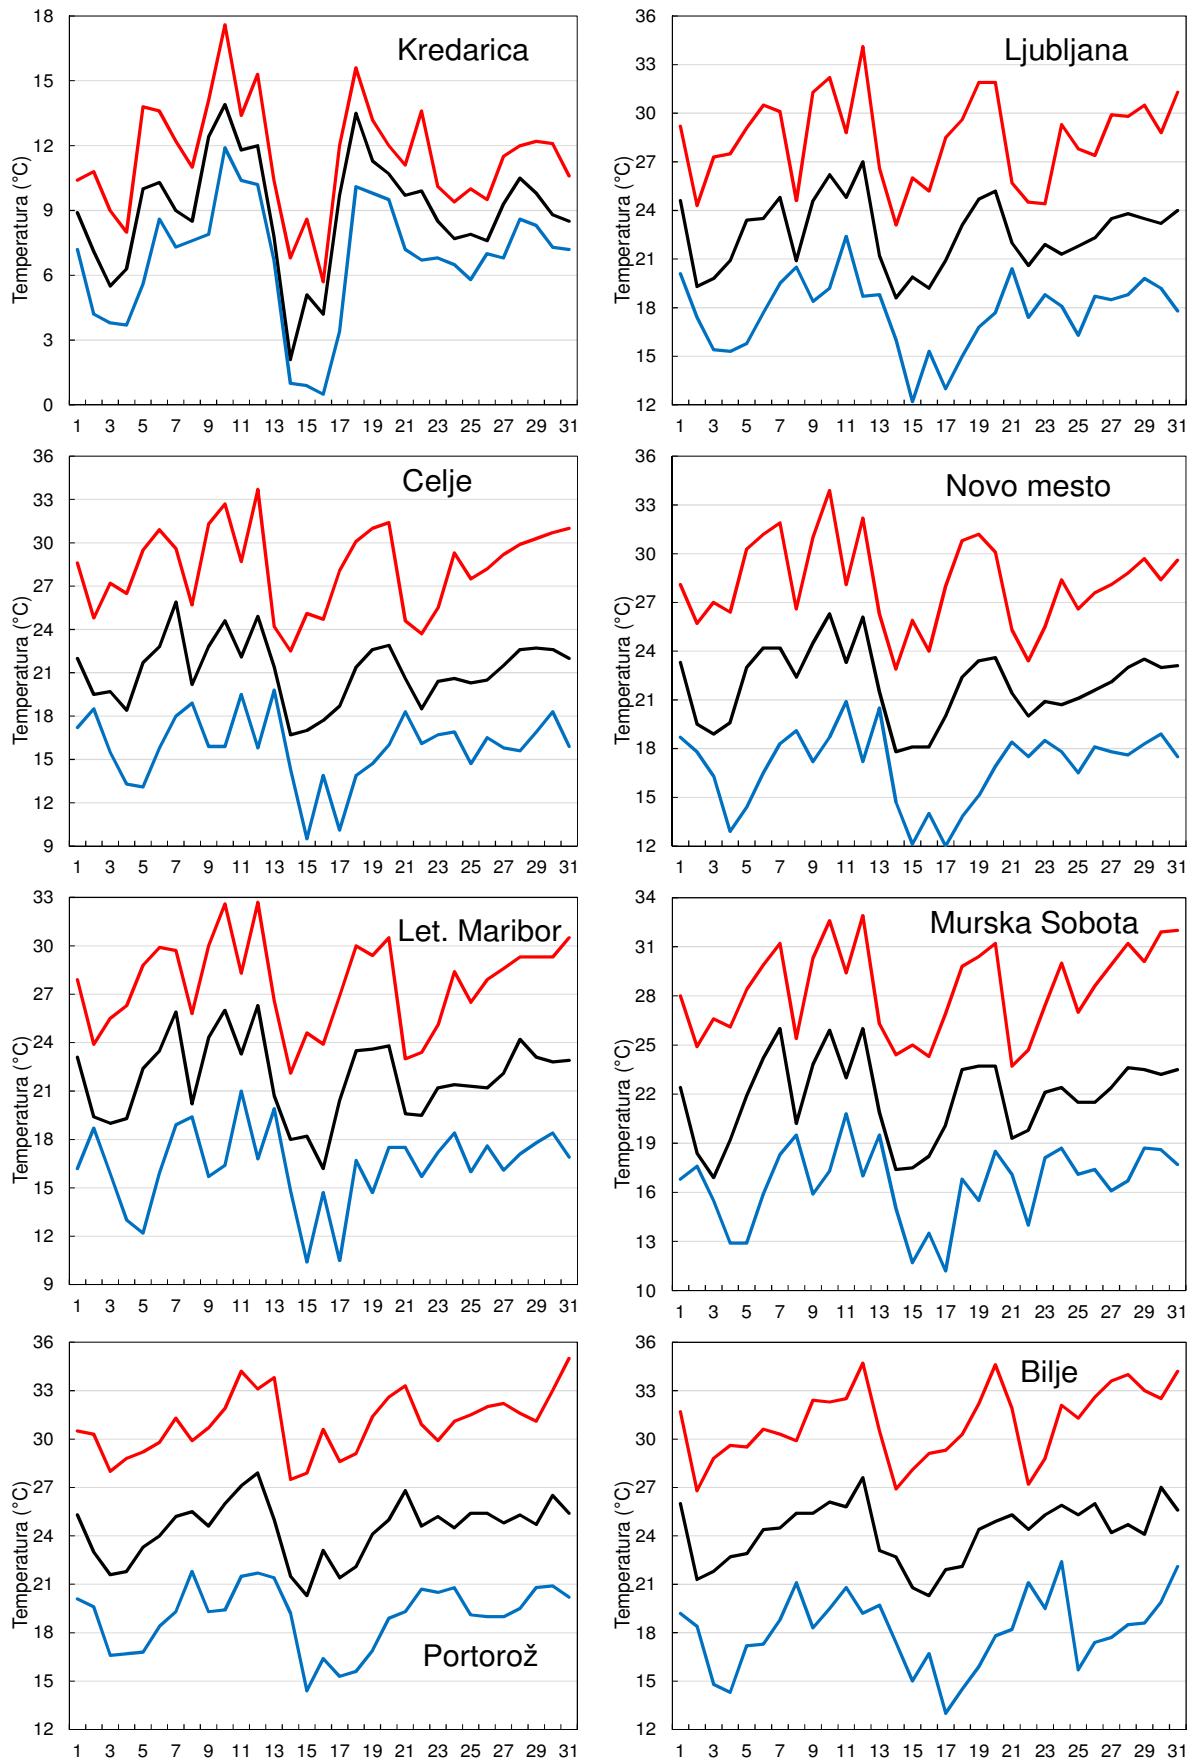 Kredarica
Temperatura (°C)
18
15
12
9
6
3
0
1 3 5 7 9 11 13 15 17 19 21 23 25 27 29 31
Ljubljana
Temperatura (°C)
36
33
30
27
24
21
18
15
12
1 3 5 7 9 11 13 15 17 19 21 23 25 27 29 31
Celje
Temperatura (°C)
36
33
30
27
24
21
18
15
12
9
1 3 5 7 9 11 13 15 17 19 21 23 25 27 29 31
Novo mesto
Temperatura (°C)
36
33
30
27
24
21
18
15
12
1 3 5 7 9 11 13 15 17 19 21 23 25 27 29 31
Let. Maribor
Temperatura (°C)
33
30
27
24
21
18
15
12
9
1 3 5 7 9 11 13 15 17 19 21 23 25 27 29 31
Murska Sobota
Temperatura (°C)
34
31
28
25
22
19
16
13
10
1 3 5 7 9 11 13 15 17 19 21 23 25 27 29 31
Portorož
Temperatura (°C)
36
33
30
27
24
21
18
15
12
1 3 5 7 9 11 13 15 17 19 21 23 25 27 29 31
Bilje
Temperatura (°C)
36
33
30
27
24
21
18
15
12
1 3 5 7 9 11 13 15 17 19 21 23 25 27 29 31